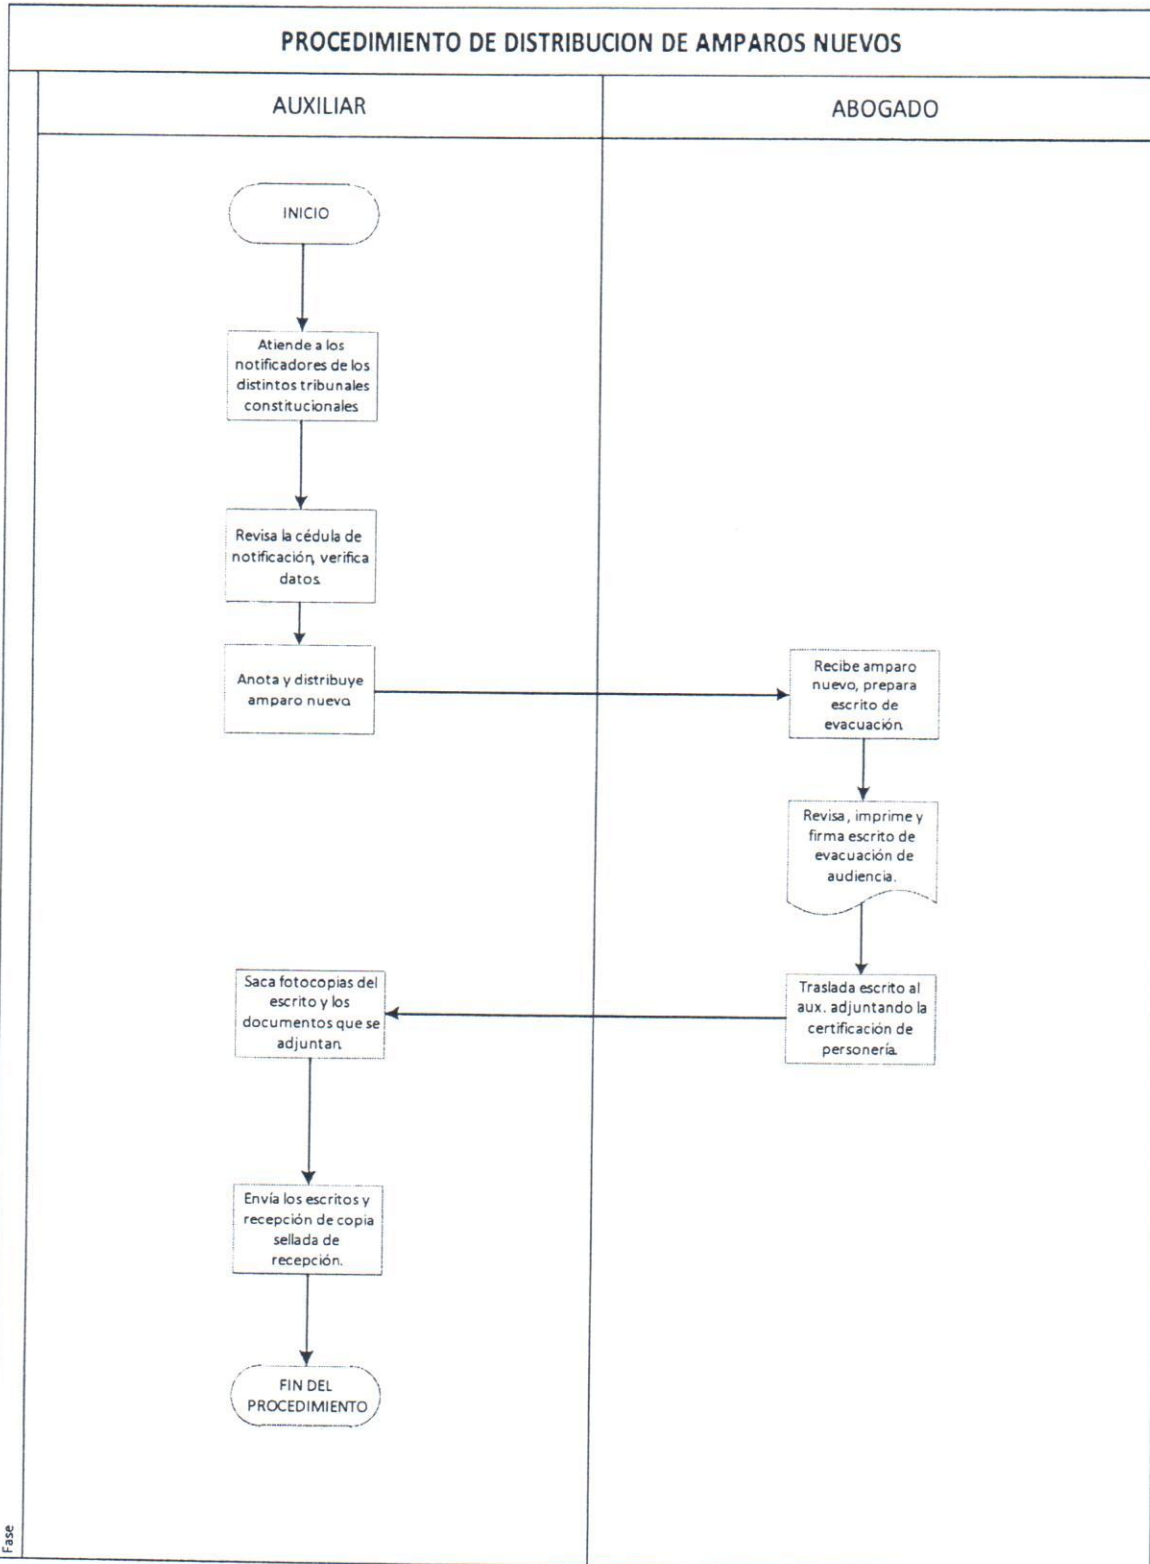 PROCEDIMIENTO DE DISTRIBUCION DE AMPAROS NUEVOS
AUXILIAR
ABOGADO
INICIO
Atiende a los
notificadores de los
distintos tribunales
constitucionales
Revisa la cédula de
notificación, verifica
datos.
Anota y distribuye
amparo nuevo.
Recibe amparo
nuevo, prepara
escrito de
evacuación.
Revisa, imprime y
firma escrito de
evacuación de
audiencia.
Traslada escrito al
aux. adjuntando la
certificación de
personería.
Saca fotocopias del
escrito y los
documentos que se
adjuntan.
Envía los escritos y
recepción de copia
sellada de
recepción.
FIN DEL
PROCEDIMIENTO
Fase